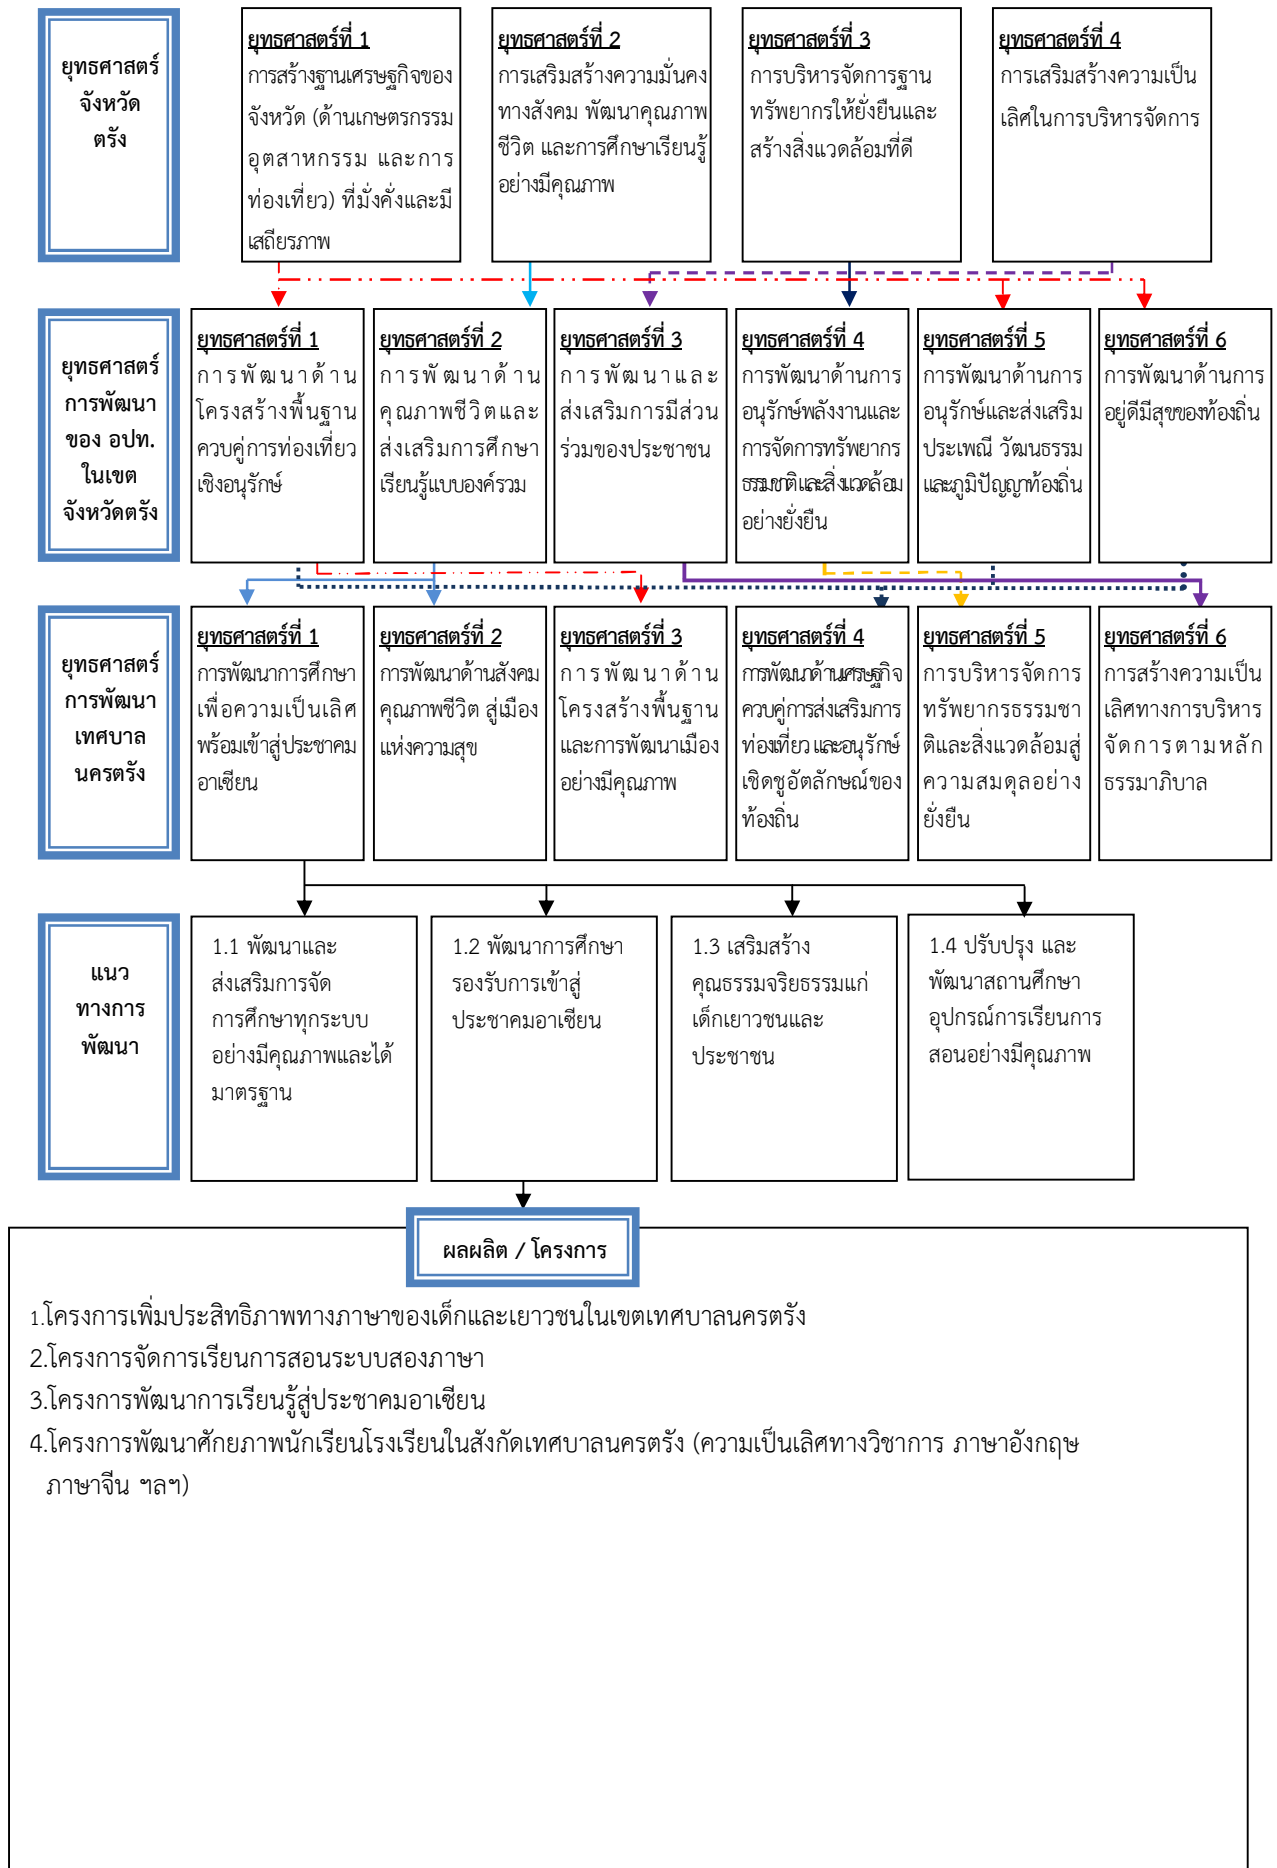 ยุทธศาสตร์
จังหวัด
ตรัง
ยุทธศาสตร์ที่ 1
การสร้างฐานเศรษฐกิจของ
จังหวัด (ด้านเกษตรกรรม
อุตสาหกรรม และการ
ท่องเที่ยว) ที่มั่งคั่งและมี
เสถียรภาพ
ยุทธศาสตร์ที่ 2
การเสริมสร้างความมั่นคง
ทางสังคม พัฒนาคุณภาพ
ชีวิต และการศึกษาเรียนรู้
อย่างมีคุณภาพ
ยุทธศาสตร์ที่ 3
การบริหารจัดการฐาน
ทรัพยากรให้ยั่งยืนและ
สร้างสิ่งแวดล้อมที่ดี
ยุทธศาสตร์ที่ 4
การเสริมสร้างความเป็น
เลิศในการบริหารจัดการ
ยุทธศาสตร์
การพัฒนา
ของ อปท.
ในเขต
จังหวัดตรัง
ยุทธศาสตร์ที่ 1
การพัฒนาด้าน
โครงสร้างพื้นฐาน
ควบคู่การท่องเที่ยว
เชิงอนุรักษ์
ยุทธศาสตร์ที่ 2
การพัฒนาด้าน
คุณภาพชีวิตและ
ส่งเสริมการศึกษา
เรียนรู้แบบองค์รวม
ยุทธศาสตร์ที่ 3
การพัฒนาและ
ส่งเสริมการมีส่วน
ร่วมของประชาชน
ยุทธศาสตร์ที่ 4
การพัฒนาด้านการ
อนุรักษ์พลังงานและ
การจัดการทรัพยากร
ธรรมชาติและสิ่งแวดล้อม
อย่างยั่งยืน
ยุทธศาสตร์ที่ 5
การพัฒนาด้านการ
อนุรักษ์และส่งเสริม
ประเพณี วัฒนธรรม
และภูมิปัญญาท้องถิ่น
ยุทธศาสตร์ที่ 6
การพัฒนาด้านการ
อยู่ดีมีสุขของท้องถิ่น
ยุทธศาสตร์
การพัฒนา
เทศบาล
นครตรัง
ยุทธศาสตร์ที่ 1
การพัฒนาการศึกษา
เพื่อความเป็นเลิศ
พร้อมเข้าสู่ประชาคม
อาเซียน
ยุทธศาสตร์ที่ 2
การพัฒนาด้านสังคม
คุณภาพชีวิต สู่เมือง
แห่งความสุข
ยุทธศาสตร์ที่ 3
การพัฒนาด้าน
โครงสร้างพื้นฐาน
และการพัฒนาเมือง
อย่างมีคุณภาพ
ยุทธศาสตร์ที่ 4
การพัฒนาด้านเศรษฐกิจ
ควบคู่การส่งเสริมการ
ท่องเที่ยว และอนุรักษ์
เชิดชูอัตลักษณ์ของ
ท้องถิ่น
ยุทธศาสตร์ที่ 5
การบริหารจัดการ
ทรัพยากรธรรมชา
ติและสิ่งแวดล้อมสู่
ความสมดุลอย่าง
ยั่งยืน
ยุทธศาสตร์ที่ 6
การสร้างความเป็น
เลิศทางการบริหาร
จัดการตามหลัก
ธรรมาภิบาล
แนว
ทางการ
พัฒนา
1.1 พัฒนาและ
ส่งเสริมการจัด
การศึกษาทุกระบบ
อย่างมีคุณภาพและได้
มาตรฐาน
1.2 พัฒนาการศึกษา
รองรับการเข้าสู่
ประชาคมอาเซียน
1.3 เสริมสร้าง
คุณธรรมจริยธรรมแก่
เด็กเยาวชนและ
ประชาชน
1.4 ปรับปรุง และ
พัฒนาสถานศึกษา
อุปกรณ์การเรียนการ
สอนอย่างมีคุณภาพ
ผลผลิต / โครงการ
1.โครงการเพิ่มประสิทธิภาพทางภาษาของเด็กและเยาวชนในเขตเทศบาลนครตรัง
2.โครงการจัดการเรียนการสอนระบบสองภาษา
3.โครงการพัฒนาการเรียนรู้สู่ประชาคมอาเซียน
4.โครงการพัฒนาศักยภาพนักเรียนโรงเรียนในสังกัดเทศบาลนครตรัง (ความเป็นเลิศทางวิชาการ ภาษาอังกฤษ
ภาษาจีน ฯลฯ)